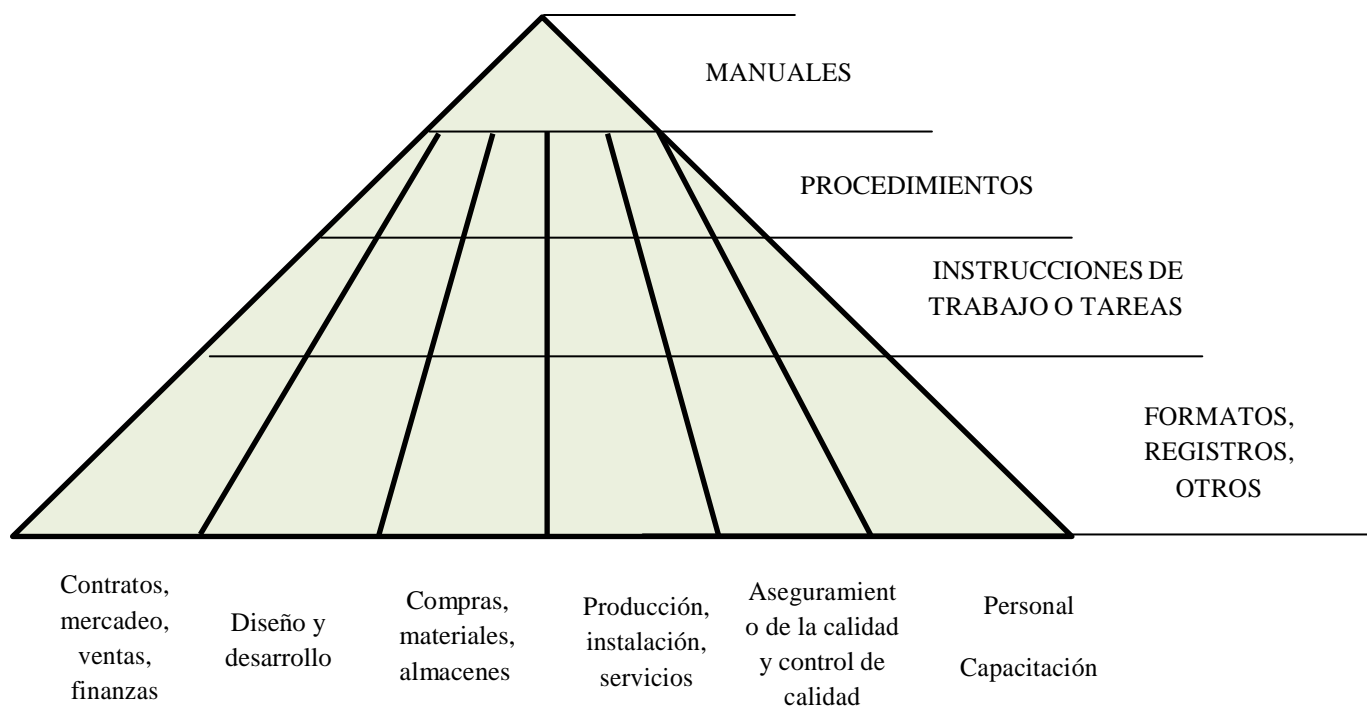 MANUALES
PROCEDIMIENTOS
INSTRUCCIONES DE
TRABAJO O TAREAS
FORMATOS,
REGISTROS,
OTROS
Contratos,
mercadeo,
ventas,
finanzas
Diseño y
desarrollo
Compras,
materiales,
almacenes
Producción,
instalación,
servicios
Aseguramient
o de la calidad
y control de
calidad
Personal
Capacitación